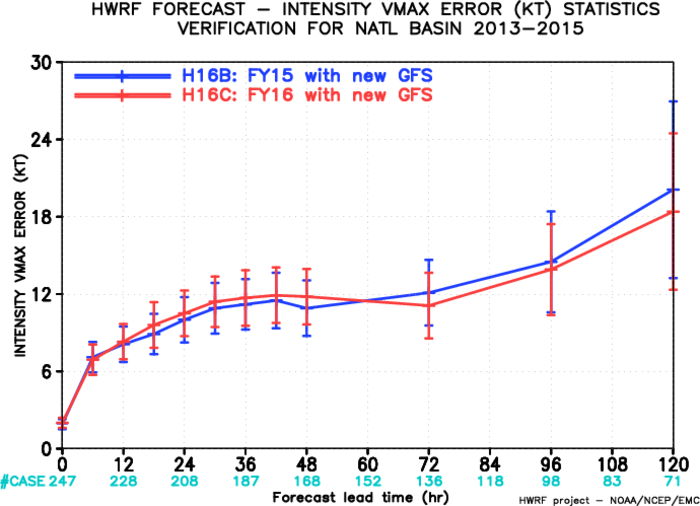 HWRF FORECAST – INTENSITY VMAX ERROR (KT) STATISTICS
VERIFICATION FOR NATL BASIN 2013–2015
30
H16B: FY15 with new GFS
H16C: FY16 with new GFS
24
18
12
6
0
INTENSITY VMAX ERROR (KT)
0 12 24 36 48 60 72 84 96 108 120
#CASE 247 228 208 187 168 152 136 118 98 83 71
Forecast lead time (hr)
HWRF project – NOAA/NCEP/EMC